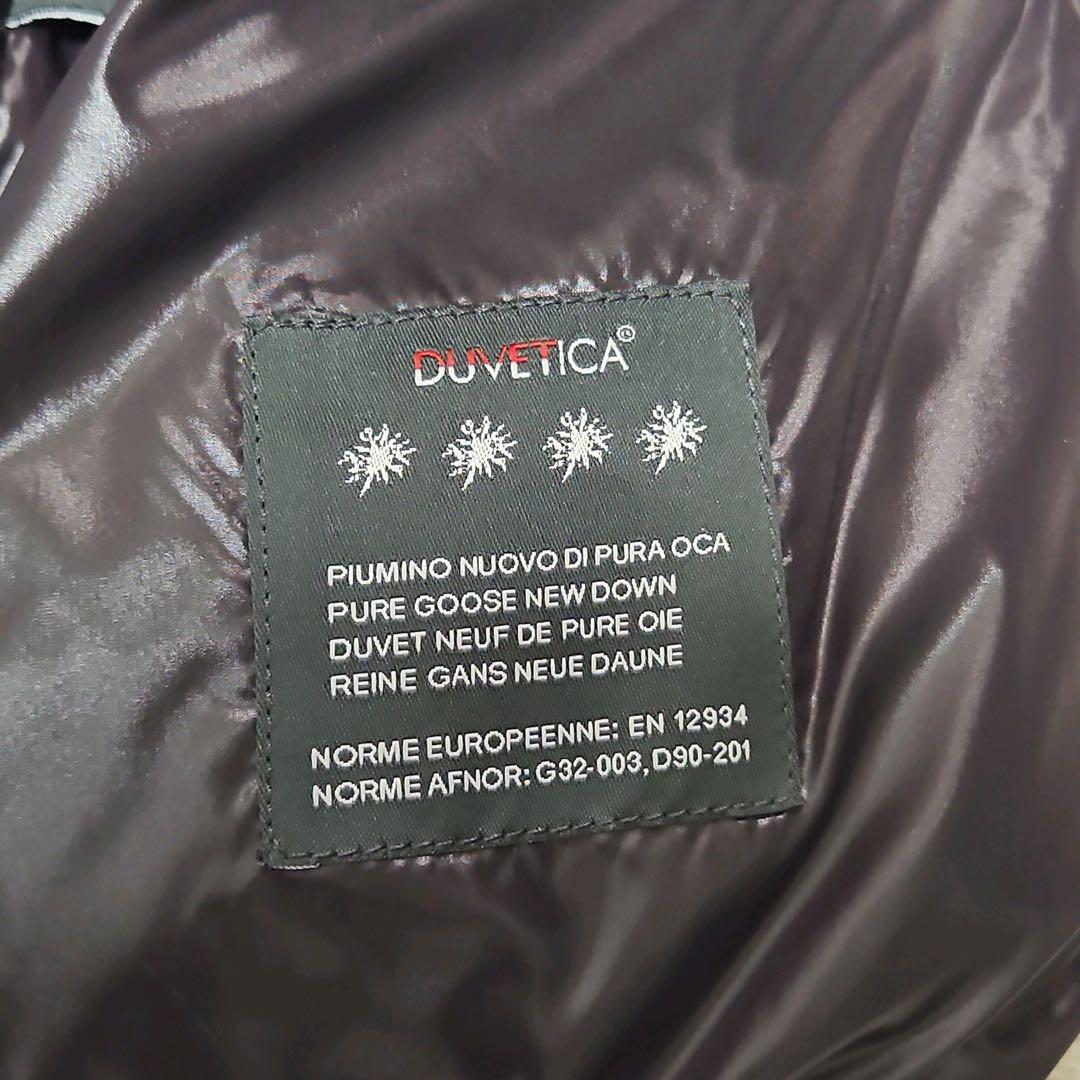 DUVETICA®
PIUMINO NUOVO DI PURA OCA
PURE GOOSE NEW DOWN
DUVET NEUF DE PURE OIE
REINE GANS NEUE DAUNE
NORME EUROPEENNE: EN 12934
NORME AFNOR: G32-003, D90-201